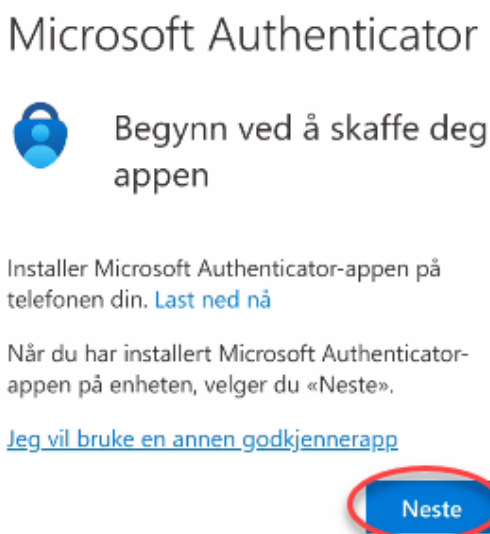 Microsoft Authenticator
Begynn ved å skaffe deg
appen
Installer Microsoft Authenticator-appen på
telefonen din. Last ned nå
Når du har installert Microsoft Authenticator-
appen på enheten, velger du «Neste».
Jeg vil bruke en annen godkjennerapp
Neste